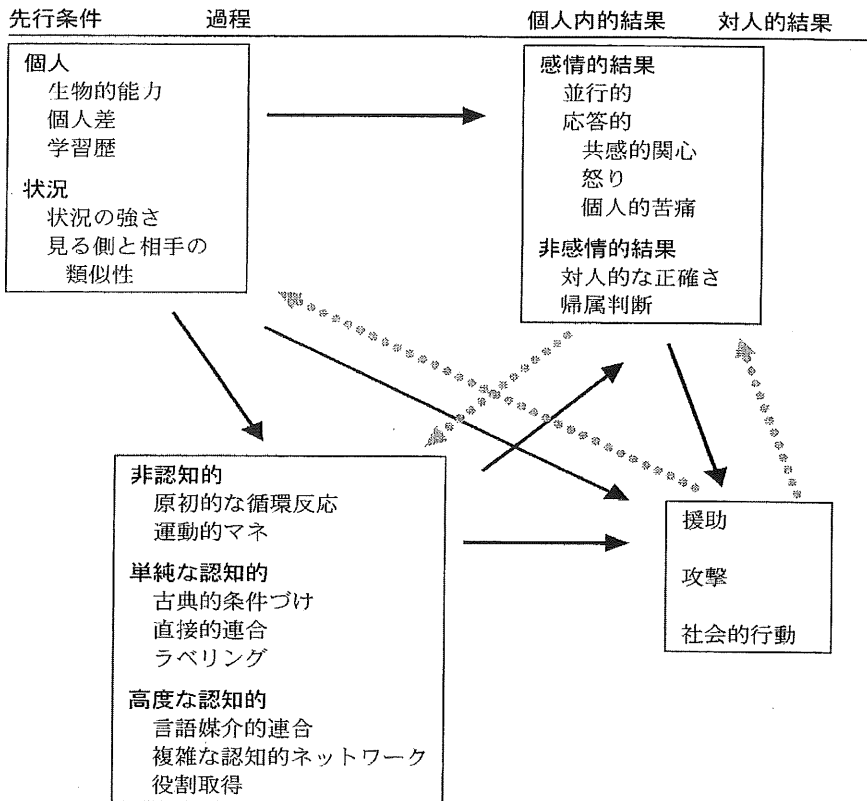 先行条件 過程 個人内的結果 対人的結果
個人
生物的能力
個人差
学習歴
状況
状況の強さ
見る側と相手の
類似性
感情的結果
並行的
応答的
共感的関心
怒り
個人的苦痛
非感情的結果
対人的な正確さ
帰属判断
非認知的
原初的な循環反応
運動的マネ
単純な認知的
古典的条件づけ
直接的連合
ラベリング
高度な認知的
言語媒介的連合
複雑な認知的ネットワーク
役割取得
援助
攻撃
社会的行動